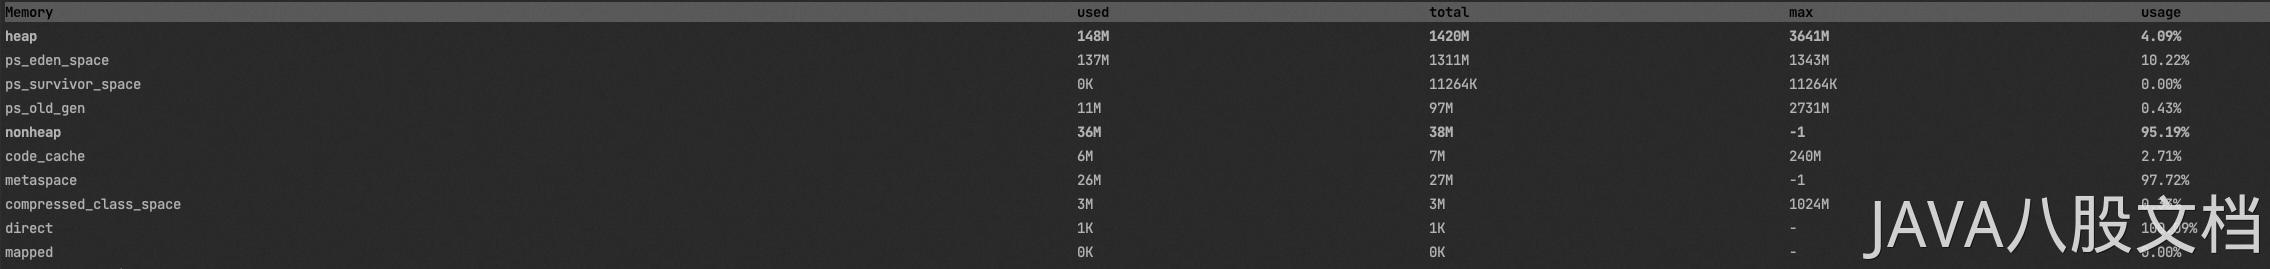 Memory used total max usage
heap 148M 1420M 3641M 4.09%
ps_eden_space 137M 1311M 1343M 10.22%
ps_survivor_space 0K 11264K 11264K 0.00%
ps_old_gen 11M 97M 2731M 0.43%
nonheap 36M 38M -1 95.19%
code_cache 6M 7M 240M 2.71%
metaspace 26M 27M -1 97.72%
compressed_class_space 3M 3M 1024M
direct 1K 1K -
mapped 0K 0K -
JAVA八股文档